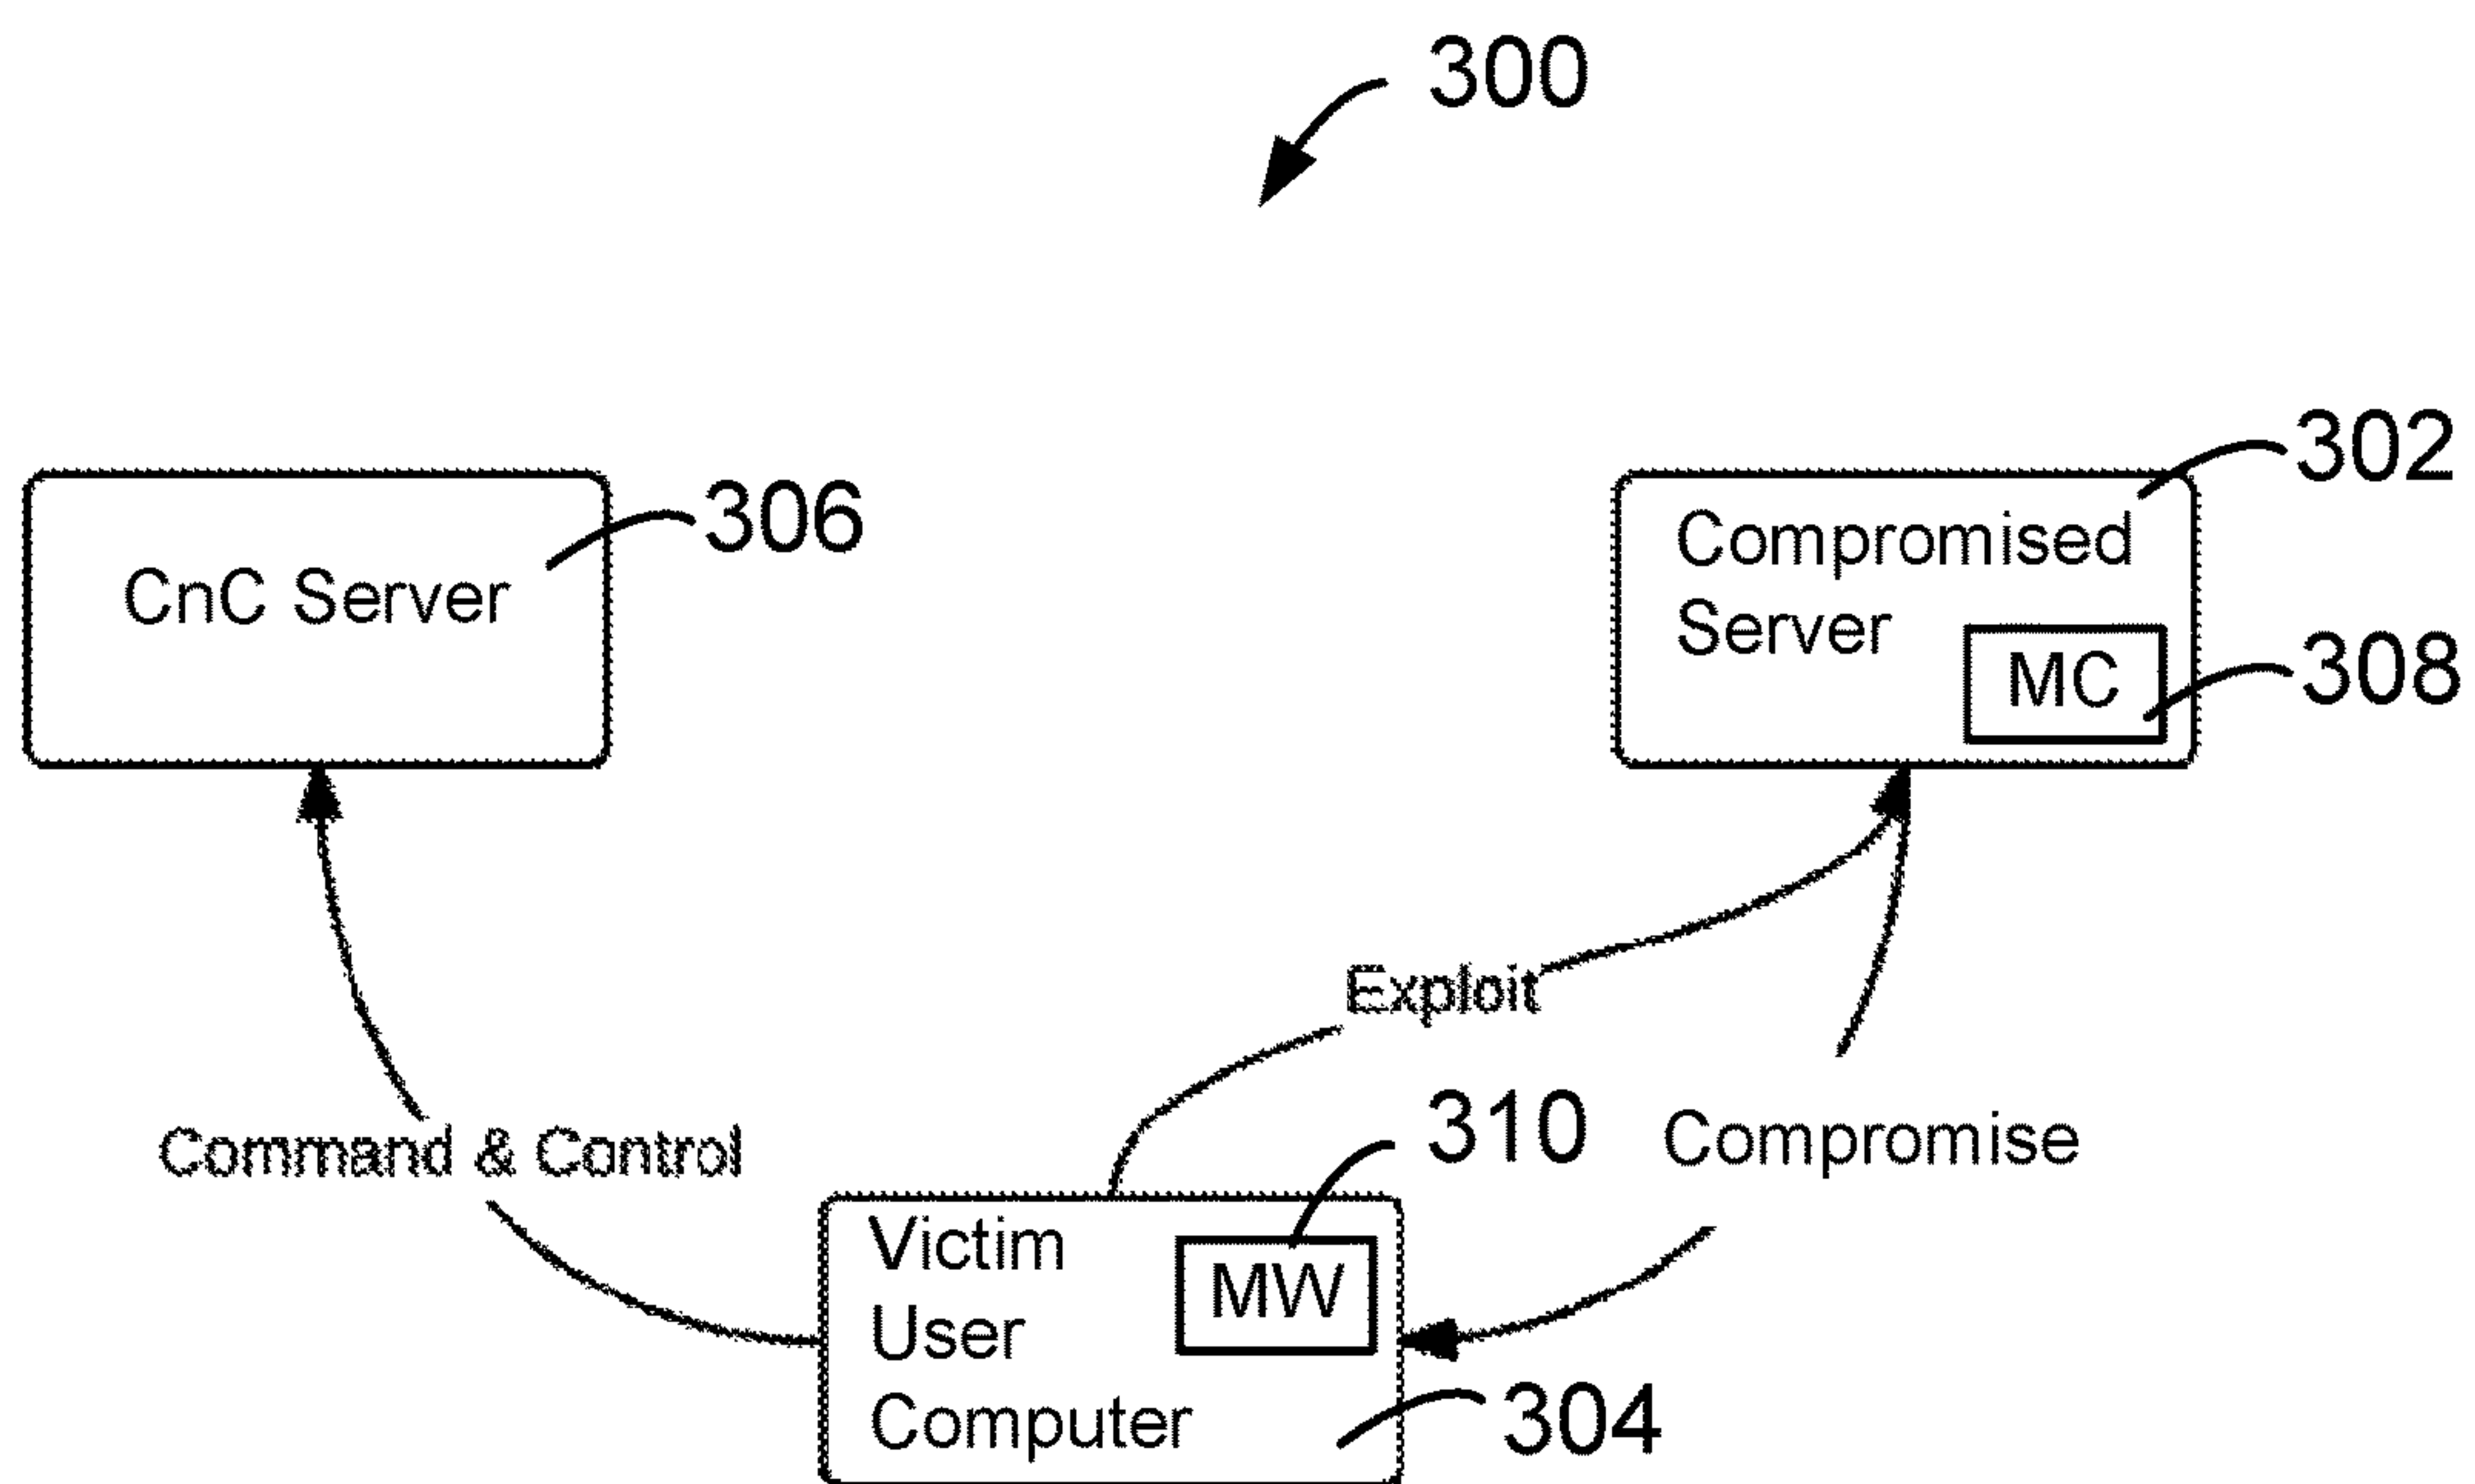 300
302
306
CnC Server
Compromised
Server
MC
308
Exploit
310
Compromise
Command & Control
Victim
User
Computer
MW
304